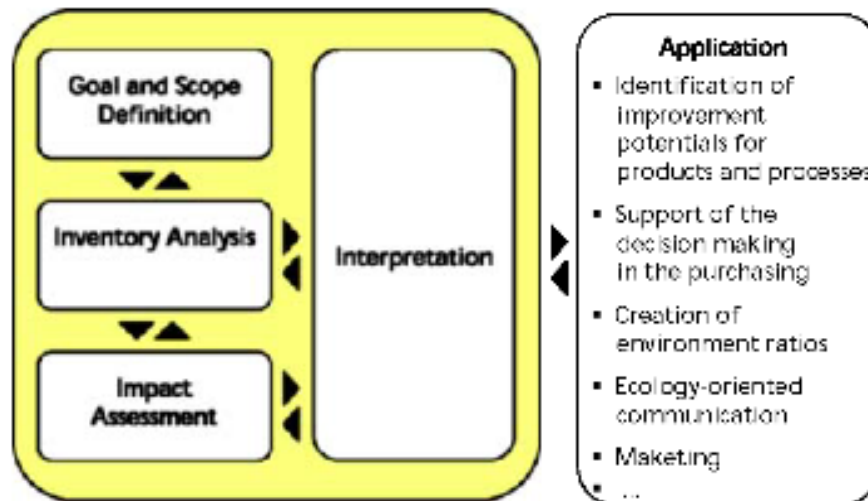 Goal and Scope
Definition
Inventory Analysis
Impact
Assessment
Interpretation
Application
▪ Identification of
improvement
potentials for
products and processes
▪ Support of the
decision making
in the purchasing
▪ Creation of
environment ratios
▪ Ecology-oriented
communication
▪ Maketing
▪ ...